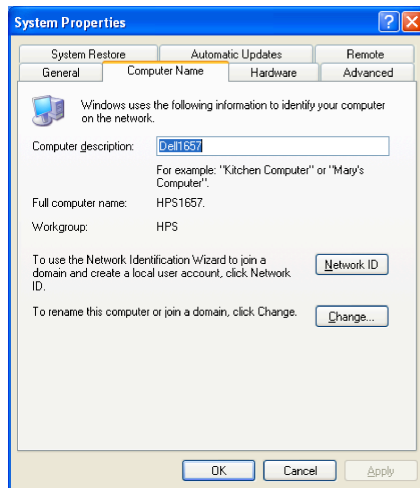 System Properties
System Restore Automatic Updates Remote
General Computer Name Hardware Advanced
Windows uses the following information to identify your computer
on the network.
Computer description: Dell1657
For example: "Kitchen Computer" or "Mary's
Computer".
Full computer name: HPS1657.
Workgroup: HPS
To use the Network Identification Wizard to join a
domain and create a local user account, click Network
ID.
Network ID
To rename this computer or join a domain, click Change.
Change...
OK Cancel Apply